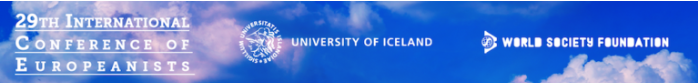 29TH INTERNATIONAL
CONFERENCE OF
EUROPEANISTS
UNIVERSITY OF ICELAND
WORLD SOCIETY FOUNDATION